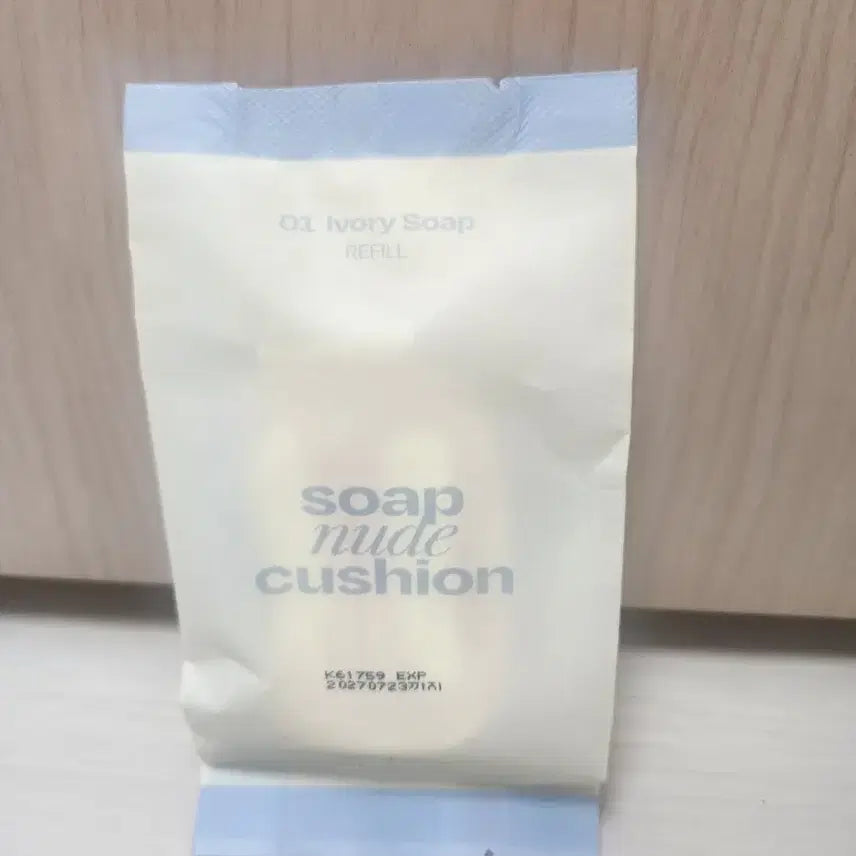 01 Ivory Soap
REFILL
soap
nude
cushion
K61759 EXP
20270723까지